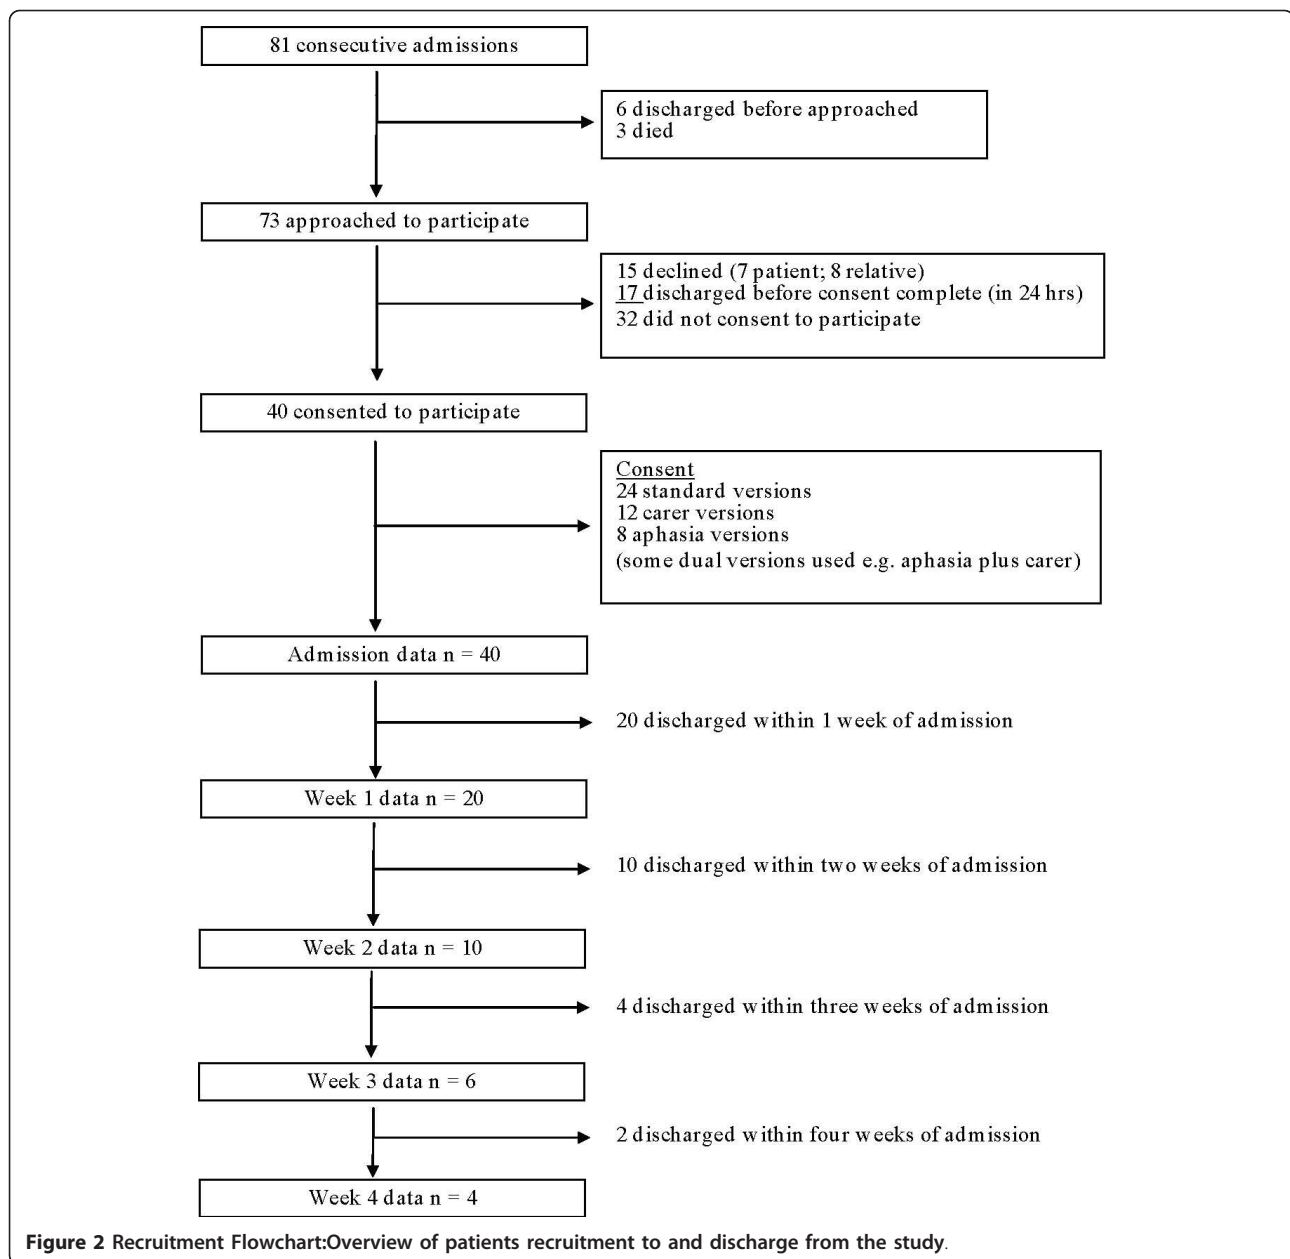 81 consecutive admissions
6 discharged before approached
3 died
73 approached to participate
15 declined (7 patient; 8 relative)
17 discharged before consent complete (in 24 hrs)
32 did not consent to participate
40 consented to participate
Consent
24 standard versions
12 carer versions
8 aphasia versions
(some dual versions used e.g. aphasia plus carer)
Admission data n = 40
20 discharged within 1 week of admission
Week 1 data n = 20
10 discharged within two weeks of admission
Week 2 data n = 10
4 discharged within three weeks of admission
Week 3 data n = 6
2 discharged within four weeks of admission
Week 4 data n = 4
Figure 2 Recruitment Flowchart:Overview of patients recruitment to and discharge from the study.